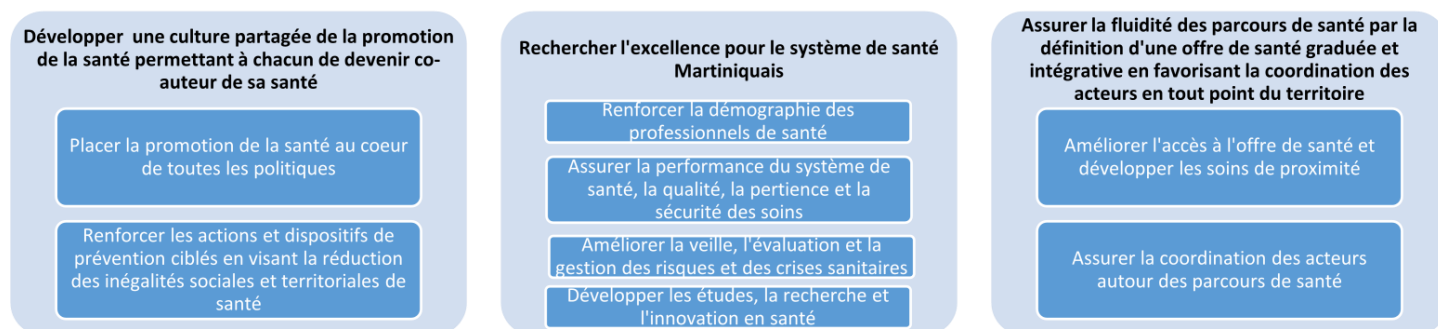 Développer une culture partagée de la promotion
de la santé permettant à chacun de devenir co-
auteur de sa santé
Placer la promotion de la santé au coeur
de toutes les politiques
Renforcer les actions et dispositifs de
prévention ciblés en visant la réduction
des inégalités sociales et territoriales de
santé
Rechercher l'excellence pour le système de santé
Martiniquais
Renforcer la démographie des
professionnels de santé
Assurer la performance du système de
santé, la qualité, la pertience et la
sécurité des soins
Améliorer la veille, l'évaluation et la
gestion des risques et des crises sanitaires
Développer les études, la recherche et
l'innovation en santé
Assurer la fluidité des parcours de santé par la
définition d'une offre de santé graduée et
intégrative en favorisant la coordination des
acteurs en tout point du territoire
Améliorer l'accès à l'offre de santé et
développer les soins de proximité
Assurer la coordination des acteurs
autour des parcours de santé